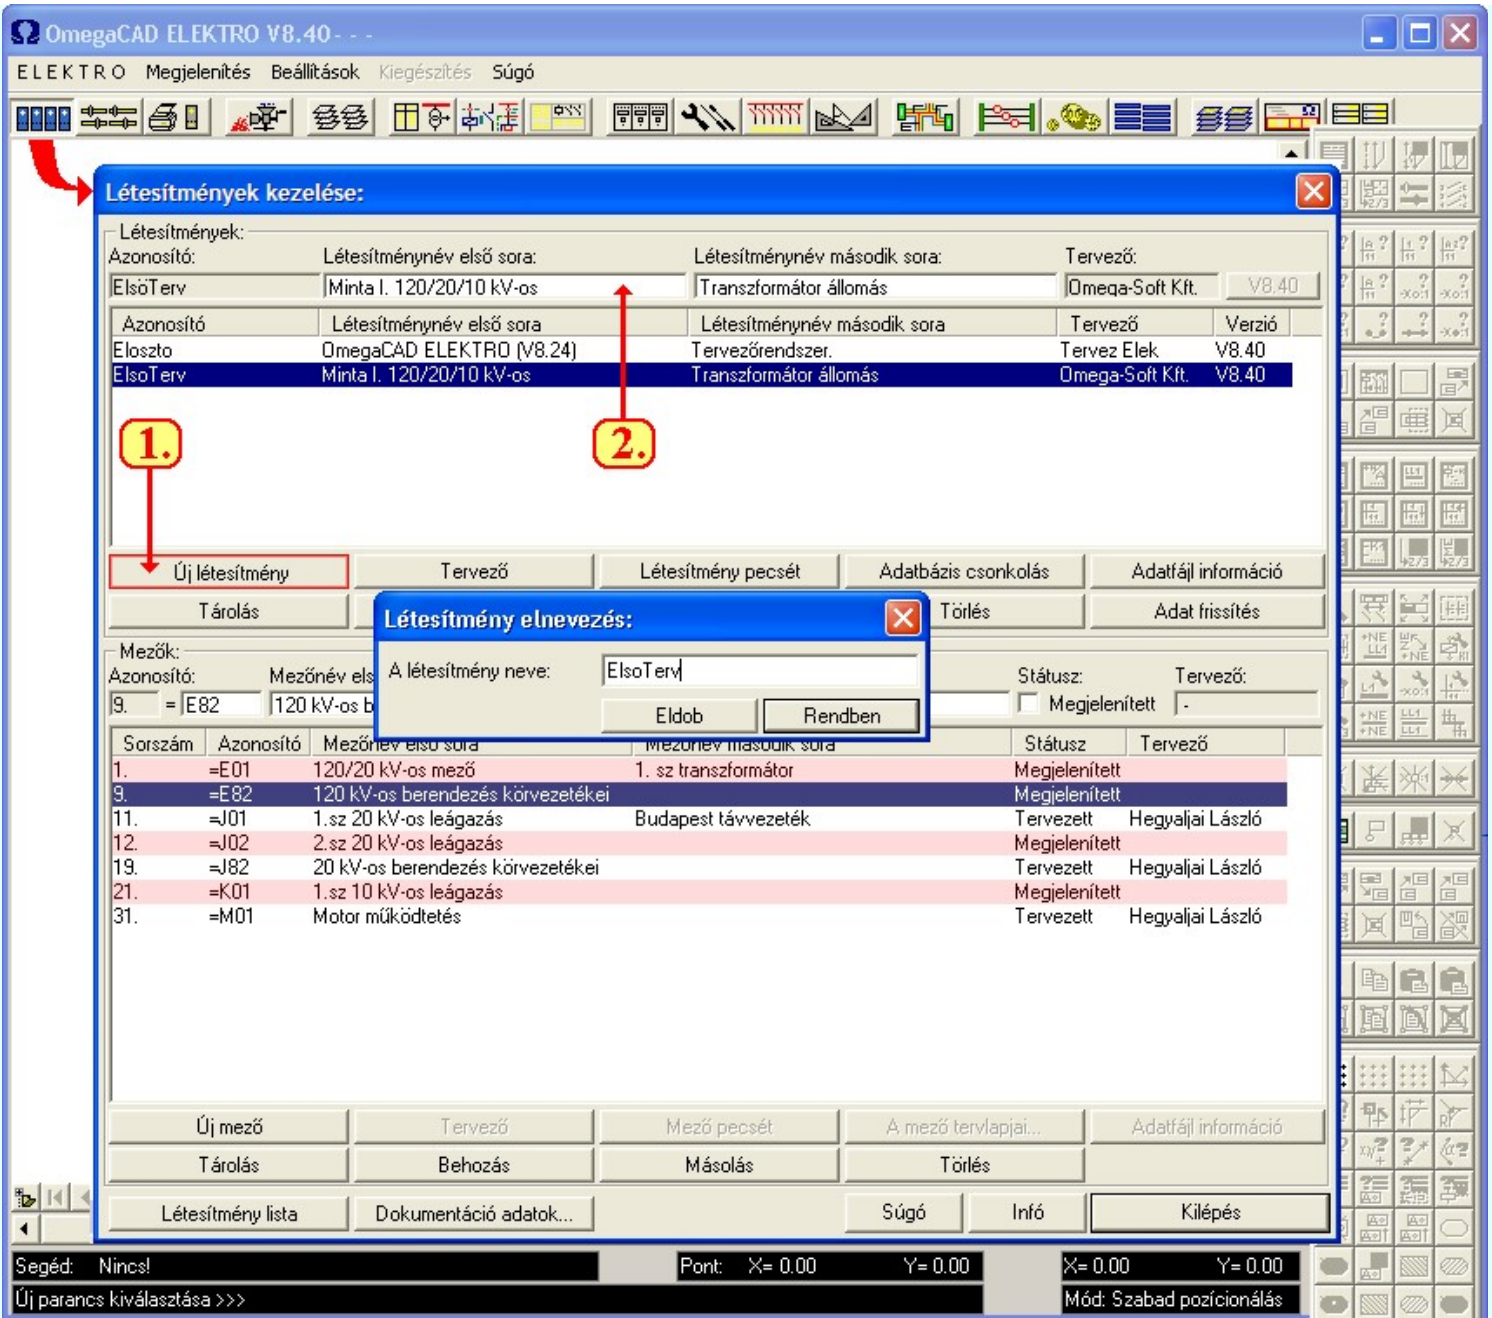 OmegaCAD ELEKTRO V8.40 - - -
ELEKTRO Megjelenítés Beállítások Kiegészítés Súgó
Létesítmények kezelése:
Létesítmények:
Azonosító: Létesítménynév első sora: Létesítménynév második sora: Tervező:
ElsöTerv Minta I. 120/20/10 kV-os Transzformátor állomás Omega-Soft Kft. V8.40
Azonosító Létesítménynév első sora Létesítménynév második sora Tervező Verzió
Eloszto OmegaCAD ELEKTRO (V8.24) Tervezőrendszer. Tervez Elek V8.40
ElsoTerv Minta I. 120/20/10 kV-os Transzformátor állomás Omega-Soft Kft. V8.40
1. 2.
Új létesítmény Tervező Létesítmény pecsét Adatbázis csonkolás Adatfájl információ
Tárolás Törlés Adat frissítés
Létesítmény elnevezés:
A létesítmény neve: ElsoTerv
Eldob Rendben
Mezők:
Azonosító: Mezőnév els Státusz: Tervező:
9. = E82 120 kV-os b Megjelenített -
Sorszám Azonosító Mezőnév első sora Mezőnév második sora Státusz Tervező
1. =E01 120/20 kV-os mező 1. sz transzformátor Megjelenített
9. =E82 120 kV-os berendezés körvezetékei Megjelenített
11. =J01 1.sz 20 kV-os leágazás Budapest távvezeték Tervezett Hegyaljai László
12. =J02 2.sz 20 kV-os leágazás Megjelenített
19. =J82 20 kV-os berendezés körvezetékei Tervezett Hegyaljai László
21. =K01 1.sz 10 kV-os leágazás Megjelenített
31. =M01 Motor működtetés Tervezett Hegyaljai László
Új mező Tervező Mező pecsét A mező tervlapjai... Adatfájl információ
Tárolás Behozás Másolás Törlés
Létesítmény lista Dokumentáció adatok... Súgó Infó Kilépés
Segéd: Nincs! Pont: X= 0.00 Y= 0.00 X= 0.00 Y= 0.00
Új parancs kiválasztása >>> Mód: Szabad pozícionálás